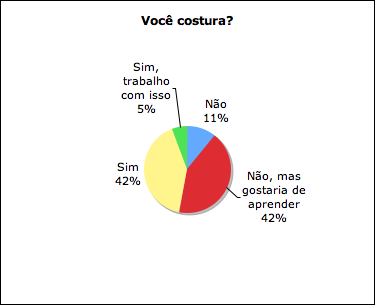 Você costura?
Sim,
trabalho
com isso
5%
Não
11%
Sim
42%
Não, mas
gostaria de
aprender
42%